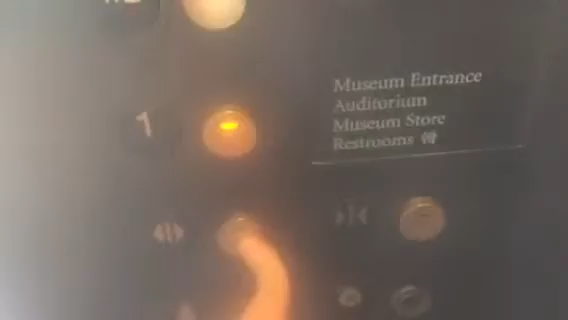 1
Museum Entrance
Auditorium
Museum Store
Restrooms